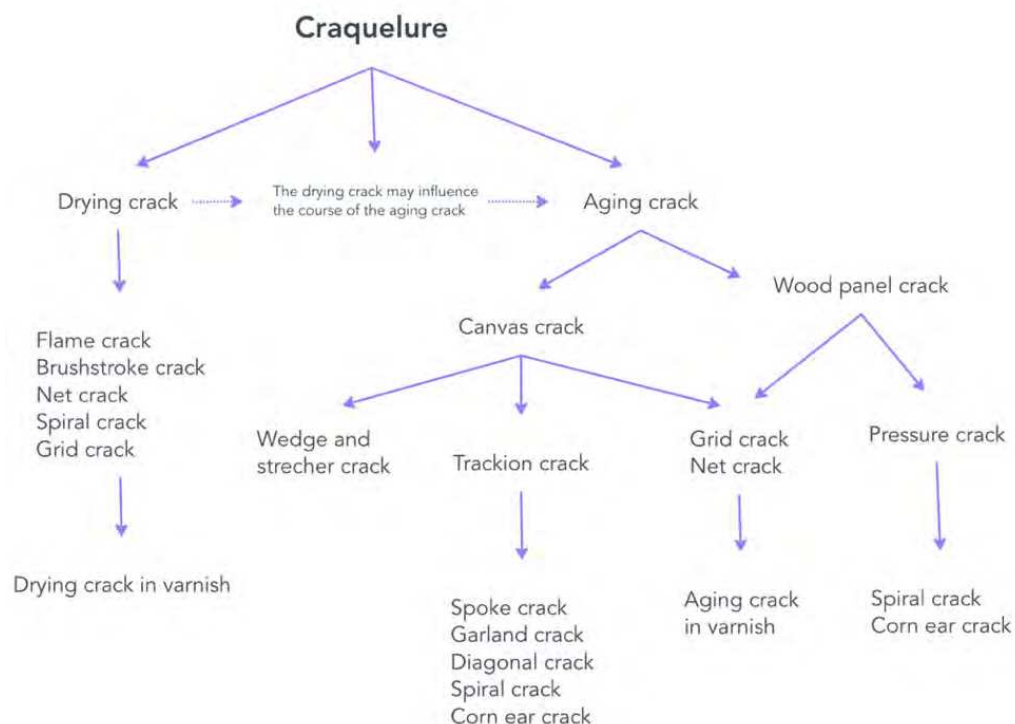 Craquelure
Drying crack
The drying crack may influence
the course of the aging crack
Aging crack
Wood panel crack
Canvas crack
Flame crack
Brushstroke crack
Net crack
Spiral crack
Grid crack
Wedge and
strecher crack
Trackion crack
Grid crack
Net crack
Pressure crack
Drying crack in varnish
Spoke crack
Garland crack
Diagonal crack
Spiral crack
Corn ear crack
Aging crack
in varnish
Spiral crack
Corn ear crack